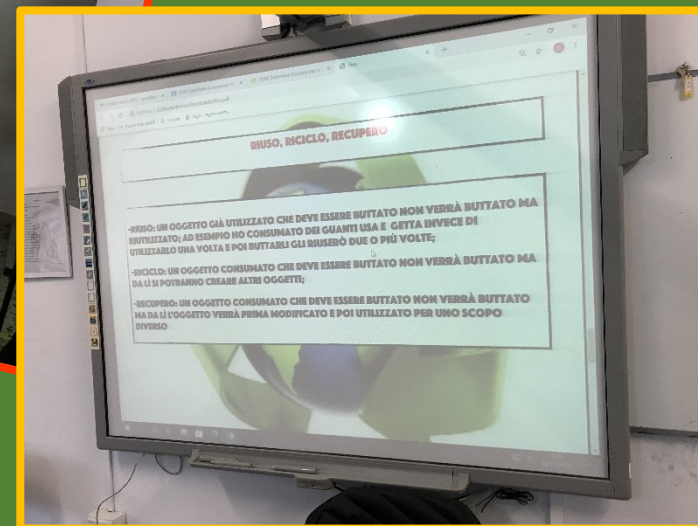 RIUSO, RICICLO, RECUPERO
-RIUSO: UN OGGETTO GIÀ UTILIZZATO CHE DEVE ESSERE BUTTATO NON VERRÀ BUTTATO MA
RIUTILIZZATO; AD ESEMPIO HO CONSUMATO DEI GUANTI USA E GETTA INVECE DI
UTILIZZARLO UNA VOLTA E POI BUTTARLI GLI RIUSERÒ DUE O PIÙ VOLTE;
-RICICLO: UN OGGETTO CONSUMATO CHE DEVE ESSERE BUTTATO NON VERRÀ BUTTATO MA
DA LÌ SI POTRANNO CREARE ALTRI OGGETTI;
-RECUPERO: UN OGGETTO CONSUMATO CHE DEVE ESSERE BUTTATO NON VERRÀ BUTTATO
MA DA LÌ L'OGGETTO VERRÀ PRIMA MODIFICATO E POI UTILIZZATO PER UNO SCOPO
DIVERSO